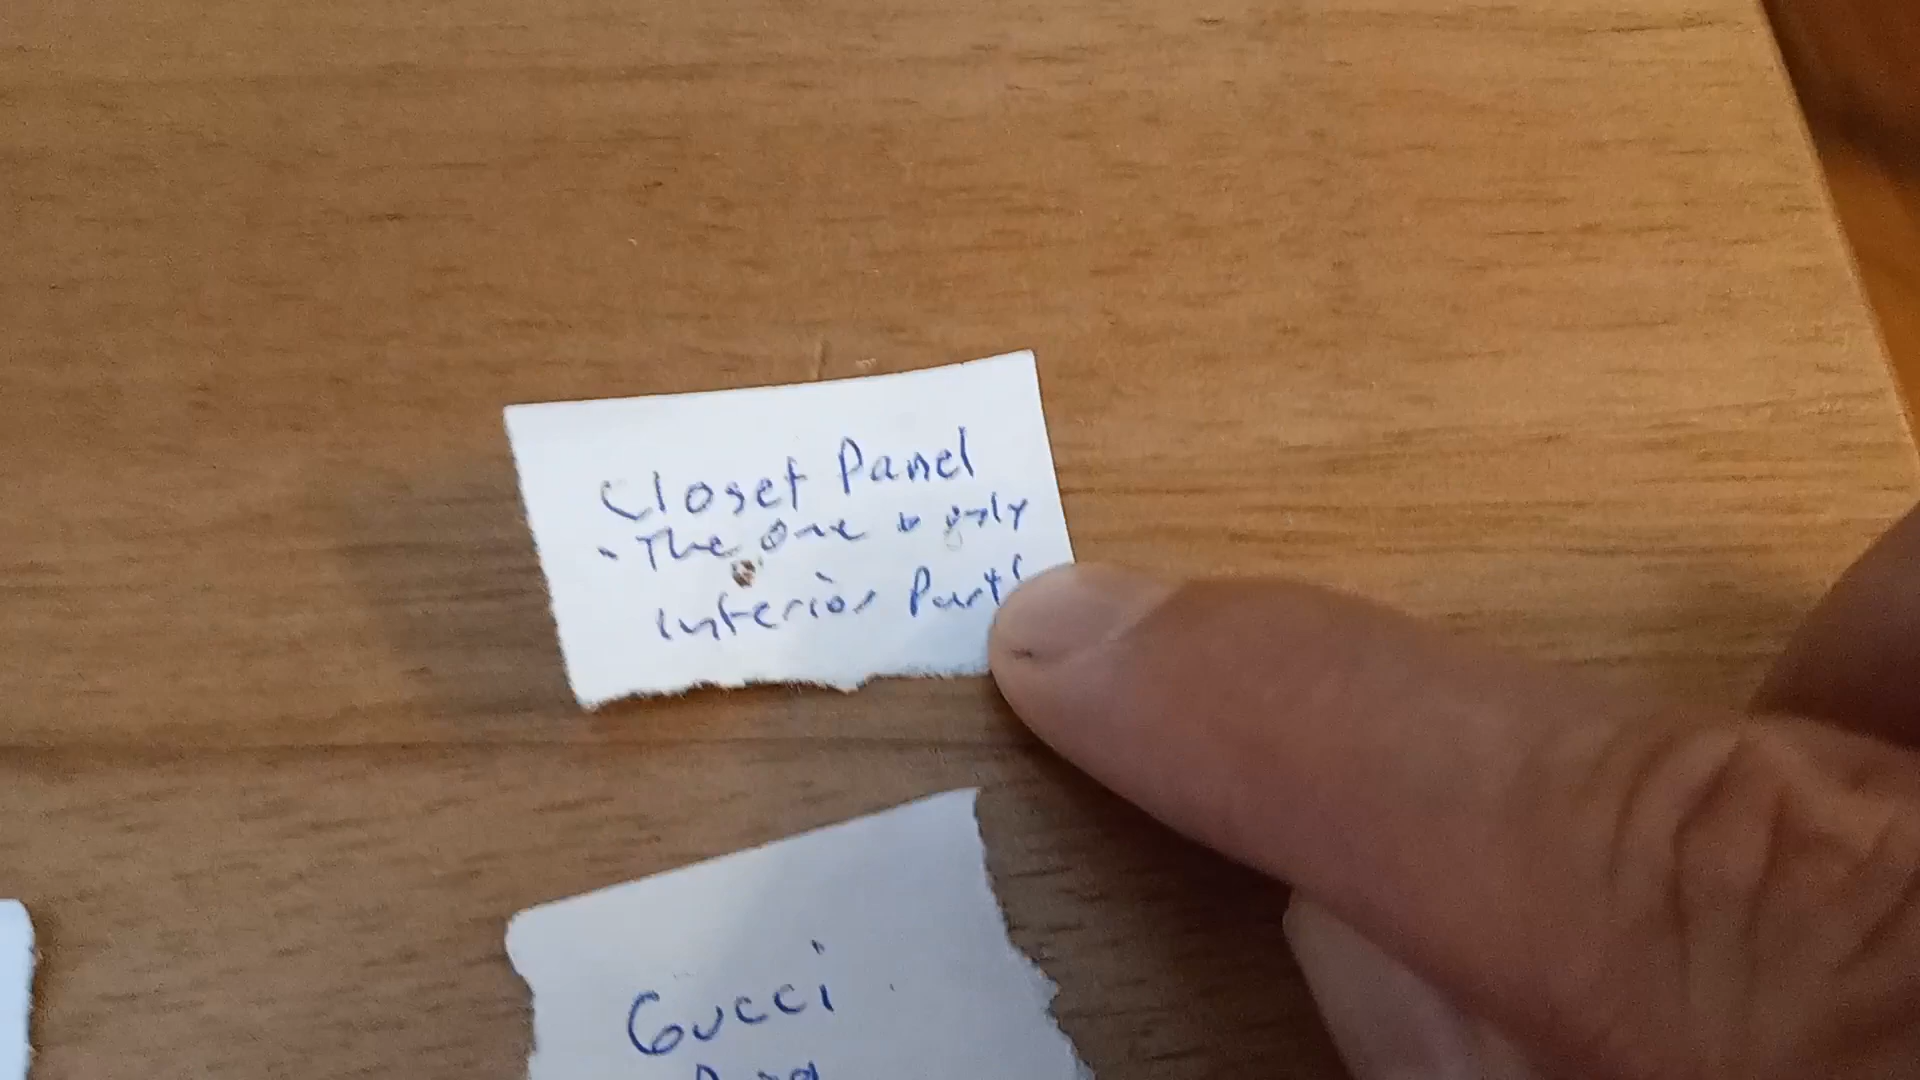 Closet Panel
- The one & only
Interior Part
Gucci